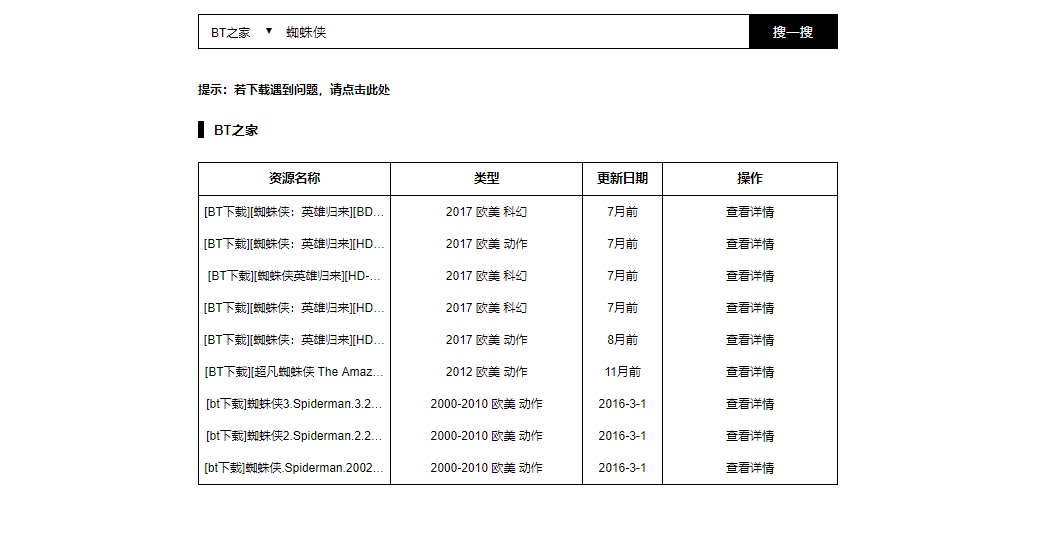 BT之家 ▼ 蜘蛛侠 搜一搜
提示：若下载遇到问题，请点击此处
BT之家
资源名称 类型 更新日期 操作
[BT下载][蜘蛛侠：英雄归来][BD... 2017 欧美 科幻 7月前 查看详情
[BT下载][蜘蛛侠：英雄归来][HD... 2017 欧美 动作 7月前 查看详情
[BT下载][蜘蛛侠英雄归来][HD-... 2017 欧美 科幻 7月前 查看详情
[BT下载][蜘蛛侠：英雄归来][HD... 2017 欧美 科幻 7月前 查看详情
[BT下载][蜘蛛侠：英雄归来][HD... 2017 欧美 动作 8月前 查看详情
[BT下载][超凡蜘蛛侠 The Amaz... 2012 欧美 动作 11月前 查看详情
[bt下载]蜘蛛侠3.Spiderman.3.2... 2000-2010 欧美 动作 2016-3-1 查看详情
[bt下载]蜘蛛侠2.Spiderman.2.2... 2000-2010 欧美 动作 2016-3-1 查看详情
[bt下载]蜘蛛侠.Spiderman.2002... 2000-2010 欧美 动作 2016-3-1 查看详情